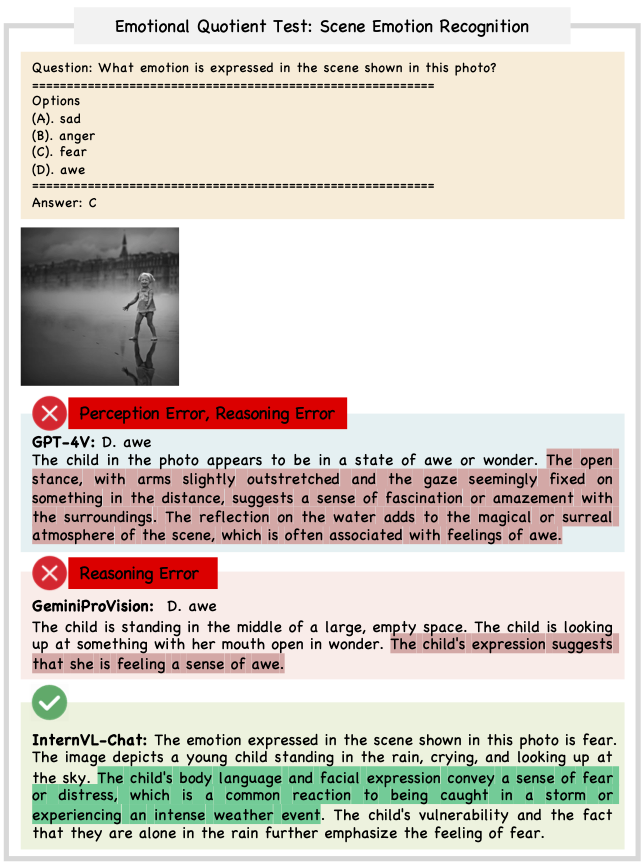 Emotional Quotient Test: Scene Emotion Recognition
Question: What emotion is expressed in the scene shown in this photo?
==========================================================
Options
(A). sad
(B). anger
(C). fear
(D). awe
==========================================================
Answer: C
Perception Error, Reasoning Error
GPT-4V: D. awe
The child in the photo appears to be in a state of awe or wonder. The open
stance, with arms slightly outstretched and the gaze seemingly fixed on
something in the distance, suggests a sense of fascination or amazement with
the surroundings. The reflection on the water adds to the magical or surreal
atmosphere of the scene, which is often associated with feelings of awe.
Reasoning Error
GeminiProVision: D. awe
The child is standing in the middle of a large, empty space. The child is looking
up at something with her mouth open in wonder. The child's expression suggests
that she is feeling a sense of awe.
InternVL-Chat: The emotion expressed in the scene shown in this photo is fear.
The image depicts a young child standing in the rain, crying, and looking up at
the sky. The child's body language and facial expression convey a sense of fear
or distress, which is a common reaction to being caught in a storm or
experiencing an intense weather event. The child's vulnerability and the fact
that they are alone in the rain further emphasize the feeling of fear.